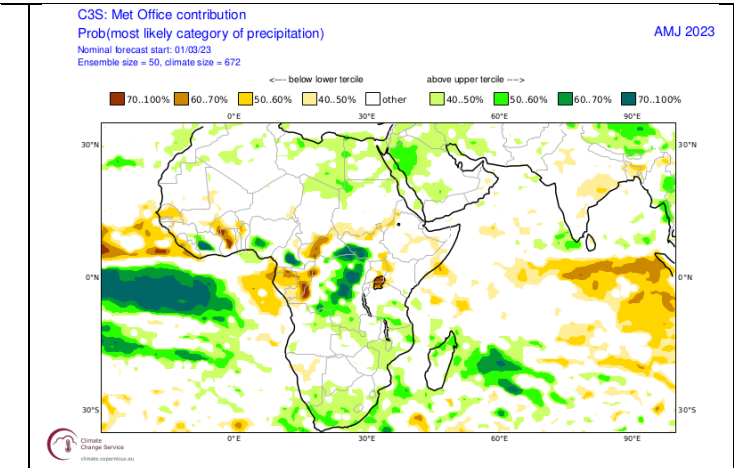 C3S: Met Office contribution
Prob(most likely category of precipitation)
AMJ 2023
Nominal forecast start: 01/03/23
Ensemble size = 50, climate size = 672
<---- below lower tercile above upper tercile ---->
70..100% 60..70% 50..60% 40..50% other 40..50% 50..60% 60..70% 70..100%
0°E 30°E 60°E 90°E
30°N 30°N
0°N 0°N
30°S 30°S
0°E 30°E 60°E 90°E
Climate
Change Service
climate.copernicus.eu